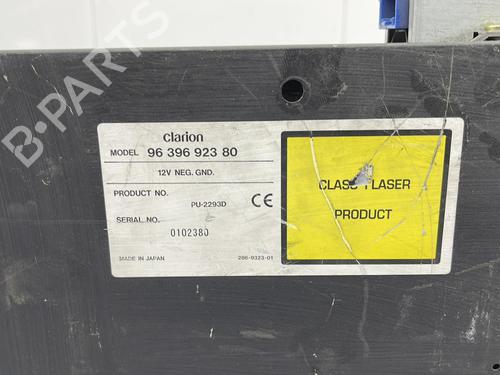 Clarion
MODEL 96 396 923 80
12V NEG. GND.
PRODUCT NO. PU-2293D CE
SERIAL NO.
0102380
MADE IN JAPAN 286-9323-01
CLASS 1 LASER
PRODUCT
B-PARTS